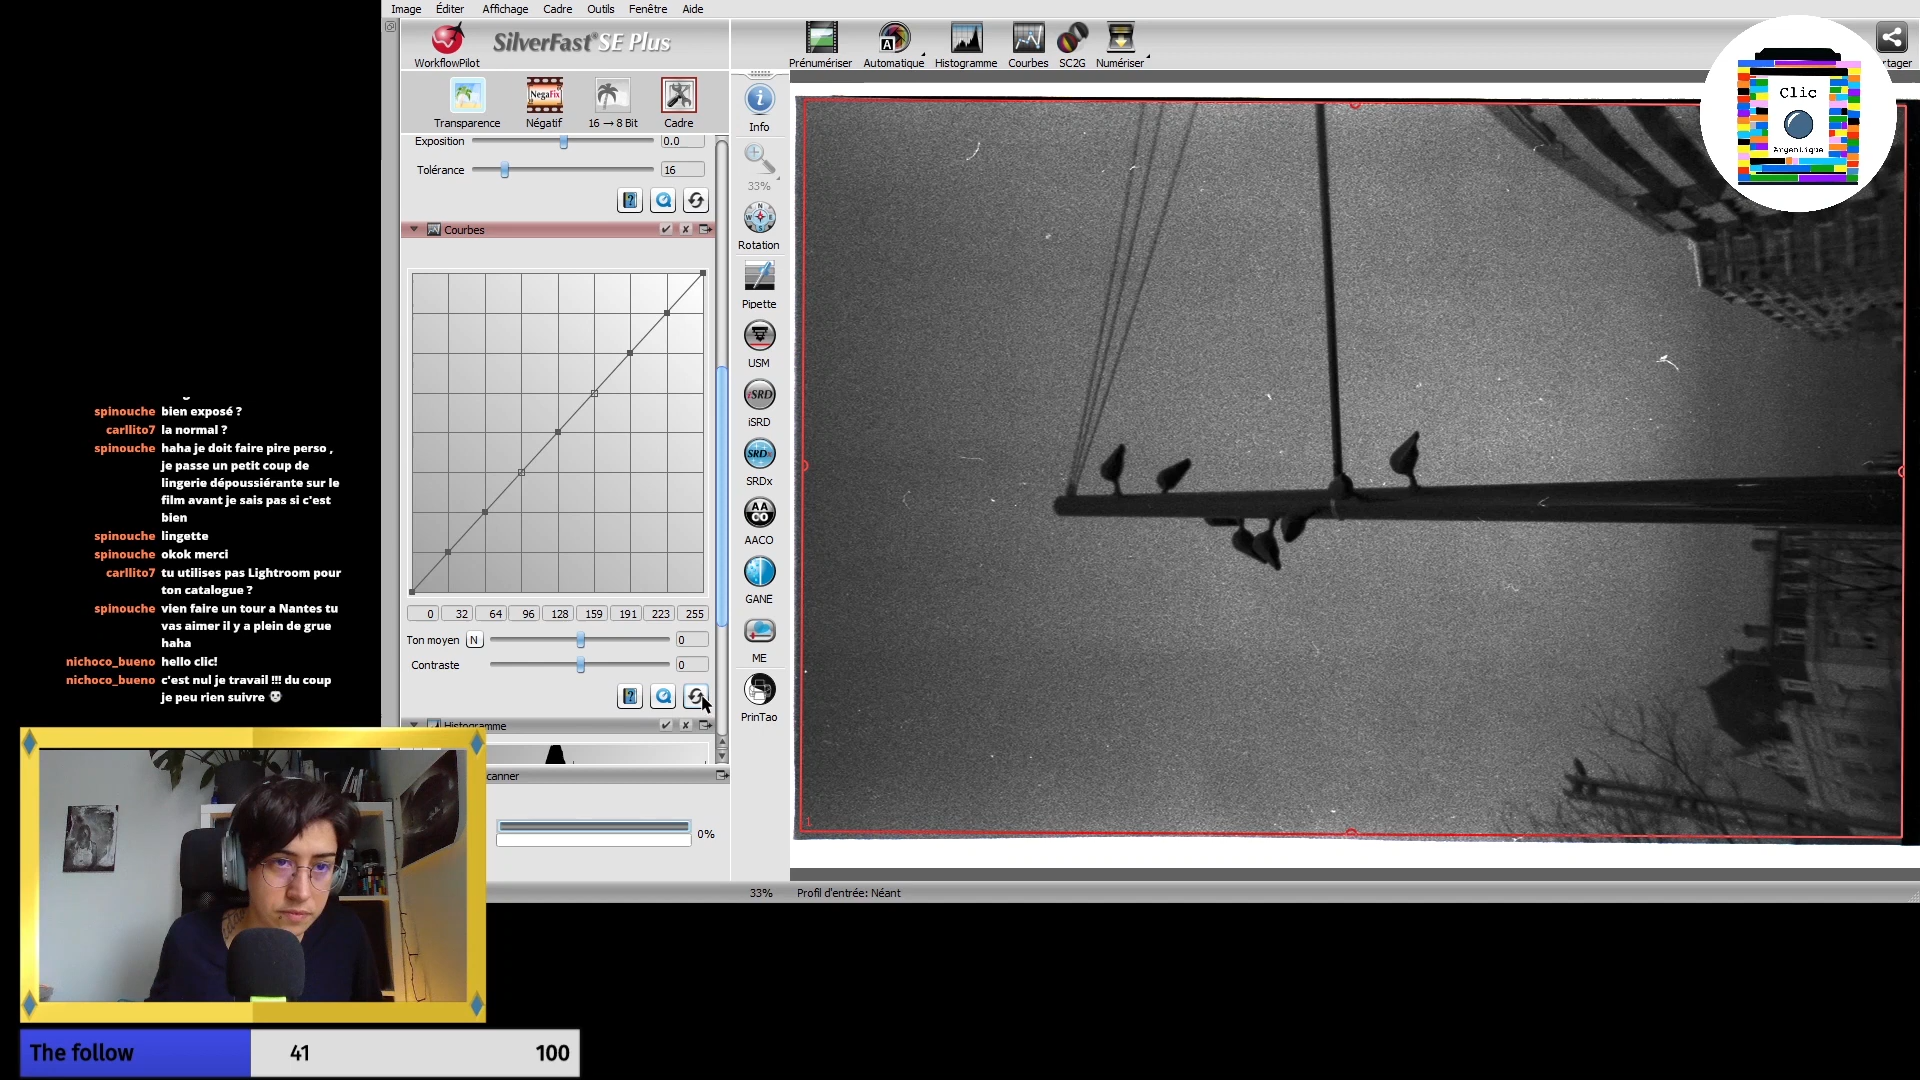 Image Éditer Affichage Cadre Outils Fenêtre Aide
SilverFast® SE Plus
WorkflowPilot
Prénumériser Automatique Histogramme Courbes SC2G Numériser
Transparence Négatif 16 → 8 Bit Cadre
NegaFix
Exposition 0.0
Tolérance 16
Courbes
0 32 64 96 128 159 191 223 255
Ton moyen N 0
Contraste 0
Histogramme
canner
0%
Info
33%
Rotation
Pipette
USM
iSRD
iSRD
SRDx
SRDx
AACO
AACO
GANE
ME
PrinTao
33% Profil d'entrée: Néant
1
Clic
Argentique
rtager
spinouche bien exposé ?
carllito7 la normal ?
spinouche haha je doit faire pire perso ,
je passe un petit coup de
lingerie dépoussiérante sur le
film avant je sais pas si c'est
bien
spinouche lingette
spinouche okok merci
carllito7 tu utilises pas Lightroom pour
ton catalogue ?
spinouche vien faire un tour a Nantes tu
vas aimer il y a plein de grue
haha
nichoco_bueno hello clic!
nichoco_bueno c'est nul je travail !!! du coup
je peu rien suivre 💀
The follow 41 100